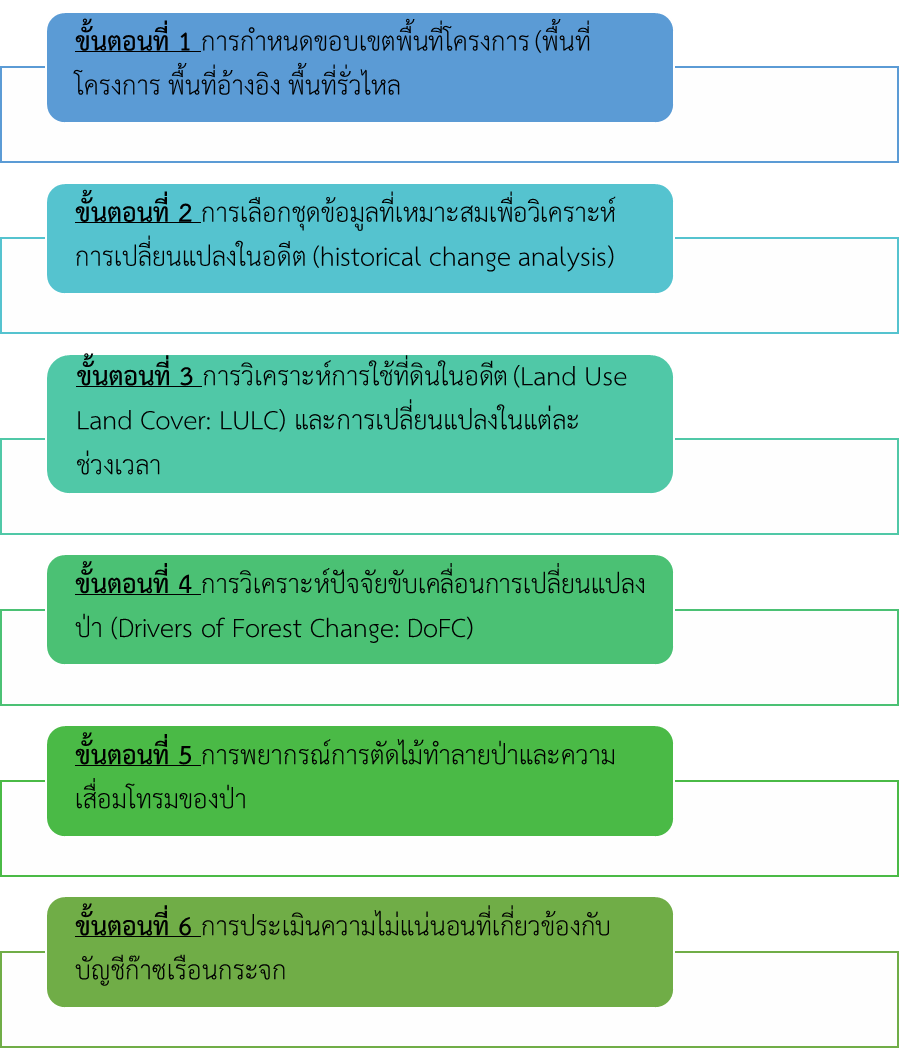 ขั้นตอนที่ 1 การกำหนดขอบเขตพื้นที่โครงการ (พื้นที่
โครงการ พื้นที่อ้างอิง พื้นที่รั่วไหล
ขั้นตอนที่ 2 การเลือกชุดข้อมูลที่เหมาะสมเพื่อวิเคราะห์
การเปลี่ยนแปลงในอดีต (historical change analysis)
ขั้นตอนที่ 3 การวิเคราะห์การใช้ที่ดินในอดีต (Land Use
Land Cover: LULC) และการเปลี่ยนแปลงในแต่ละ
ช่วงเวลา
ขั้นตอนที่ 4 การวิเคราะห์ปัจจัยขับเคลื่อนการเปลี่ยนแปลง
ป่า (Drivers of Forest Change: DoFC)
ขั้นตอนที่ 5 การพยากรณ์การตัดไม้ทำลายป่าและความ
เสื่อมโทรมของป่า
ขั้นตอนที่ 6 การประเมินความไม่แน่นอนที่เกี่ยวข้องกับ
บัญชีก๊าซเรือนกระจก